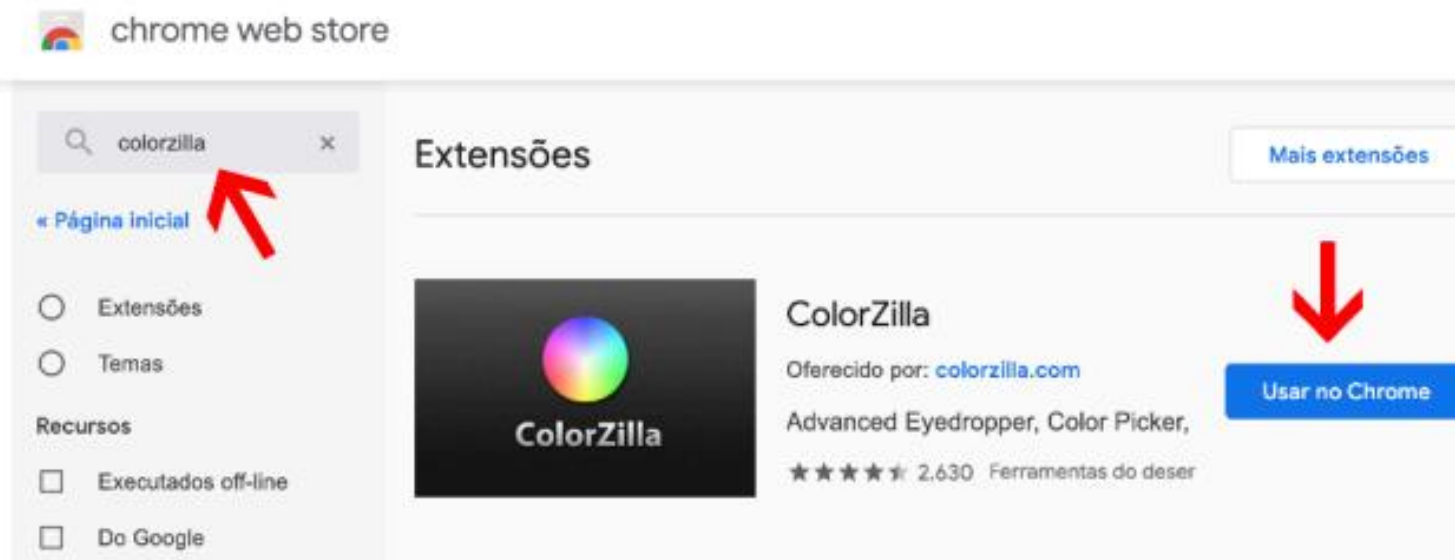 chrome web store
colorzilla ×
« Página inicial
Extensões
Temas
Recursos
Executados off-line
Do Google
Extensões
Mais extensões
ColorZilla
ColorZilla
Oferecido por: colorzilla.com
Advanced Eyedropper, Color Picker,
2.630 Ferramentas do deser
Usar no Chrome